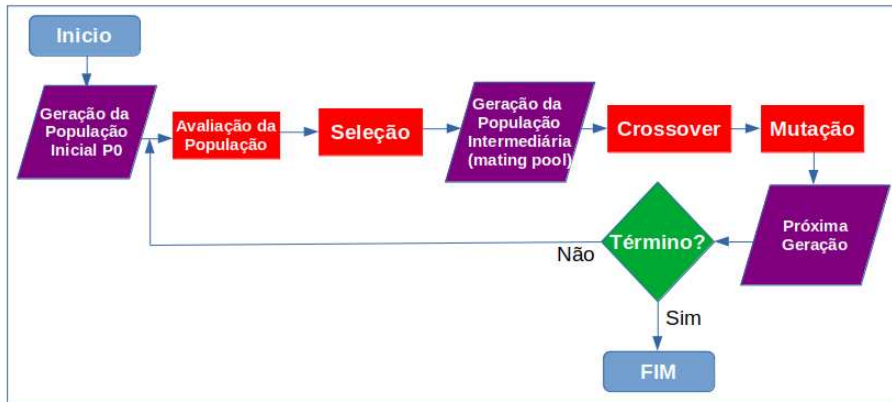 Inicio
Geração da
População
Inicial P0
Avaliação da
População
Seleção
Geração da
População
Intermediária
(mating pool)
Crossover
Mutação
Próxima
Geração
Término?
Não
Sim
FIM